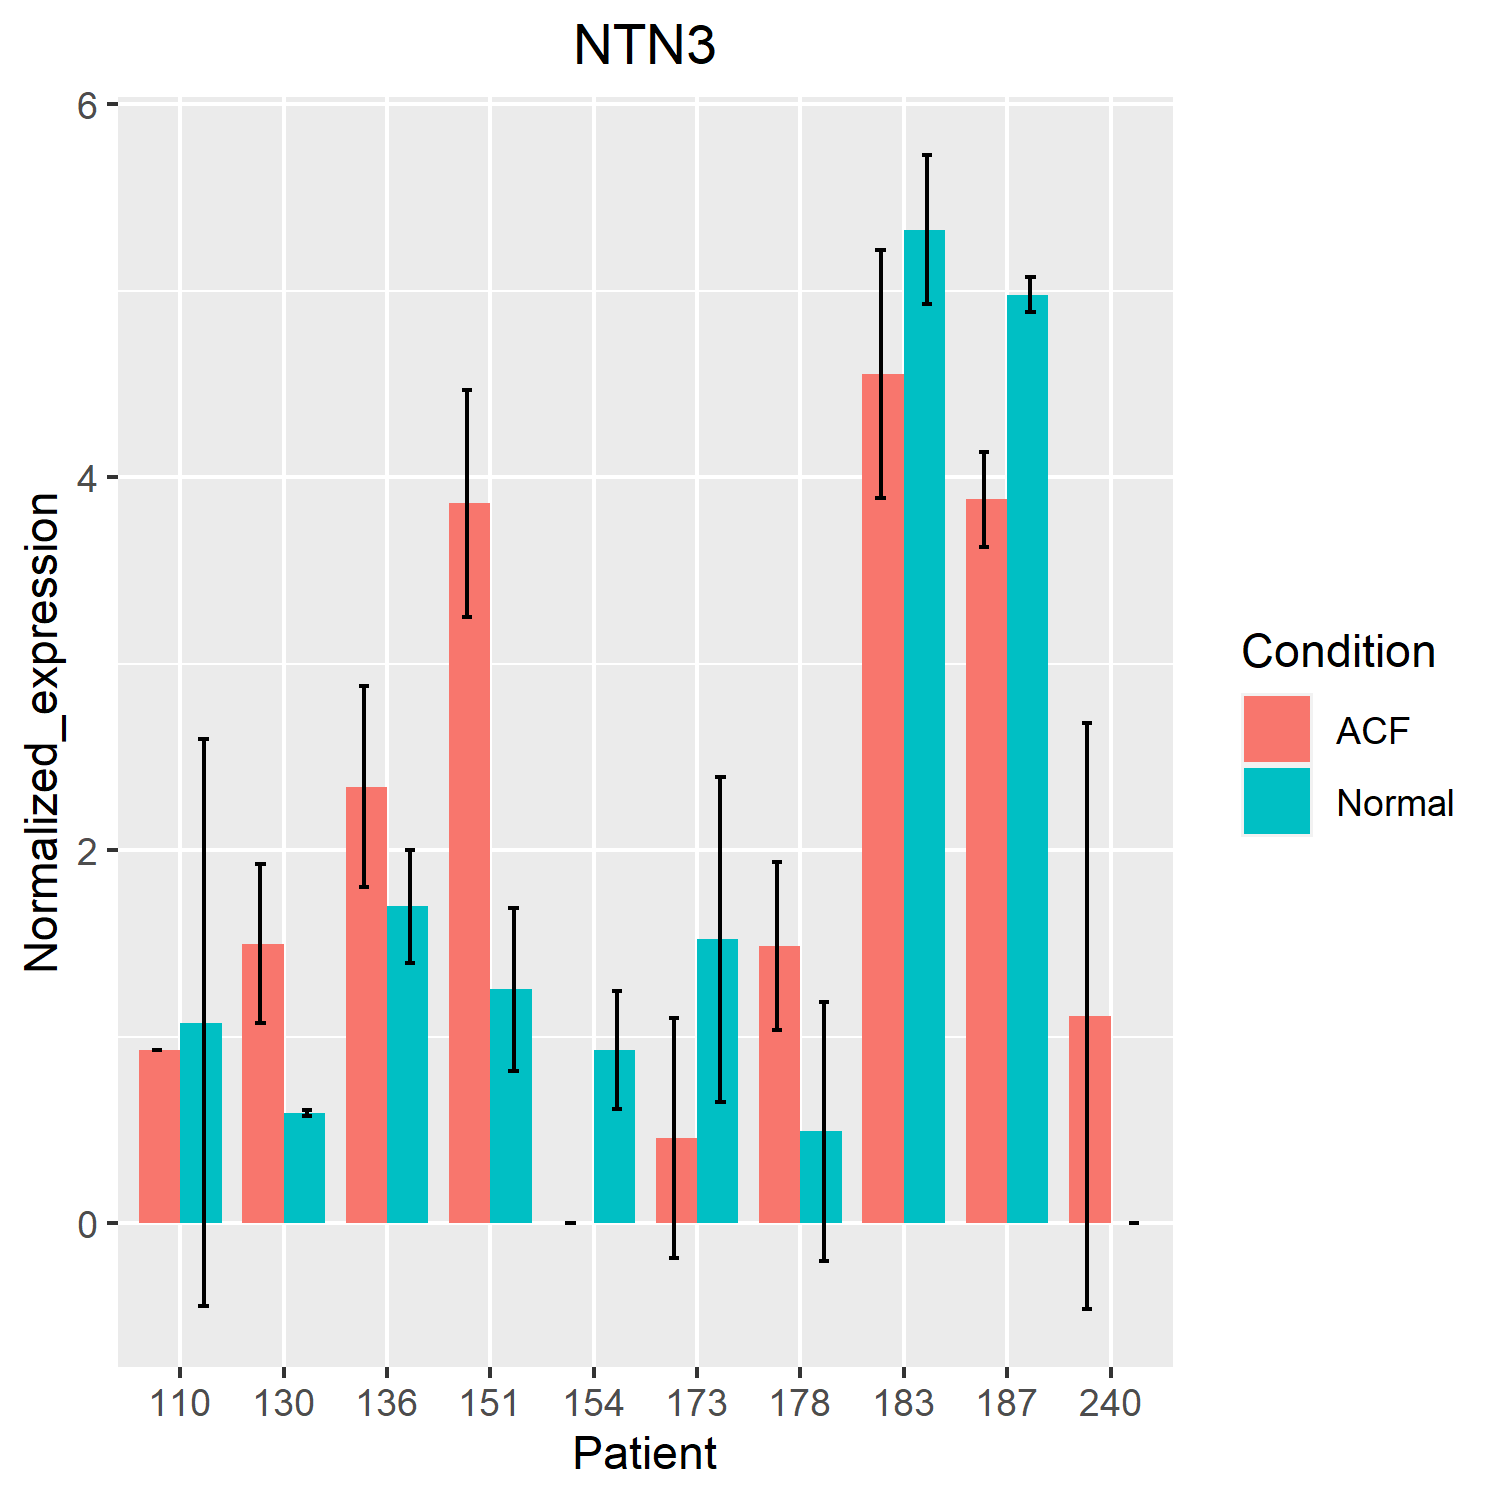 NTN3
6
4
2
0
Normalized_expression
110 130 136 151 154 173 178 183 187 240
Patient
Condition
ACF
Normal